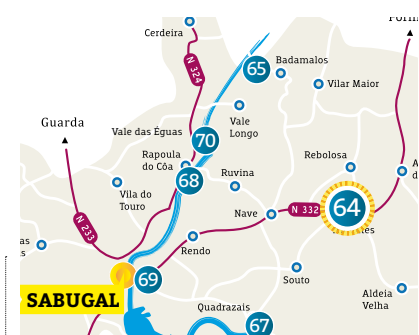 Cerdeira
N 324
65
Badamalos
Vilar Maior
Guarda
Vale
Longo
Vale das Éguas
70
Rapoula
do Côa
68
Ruvina
Rebolosa
Vila do
Touro
N 233
Nave
N 332
64
Rendo
69
Souto
SABUGAL
Quadrazais
67
Aldeia
Velha